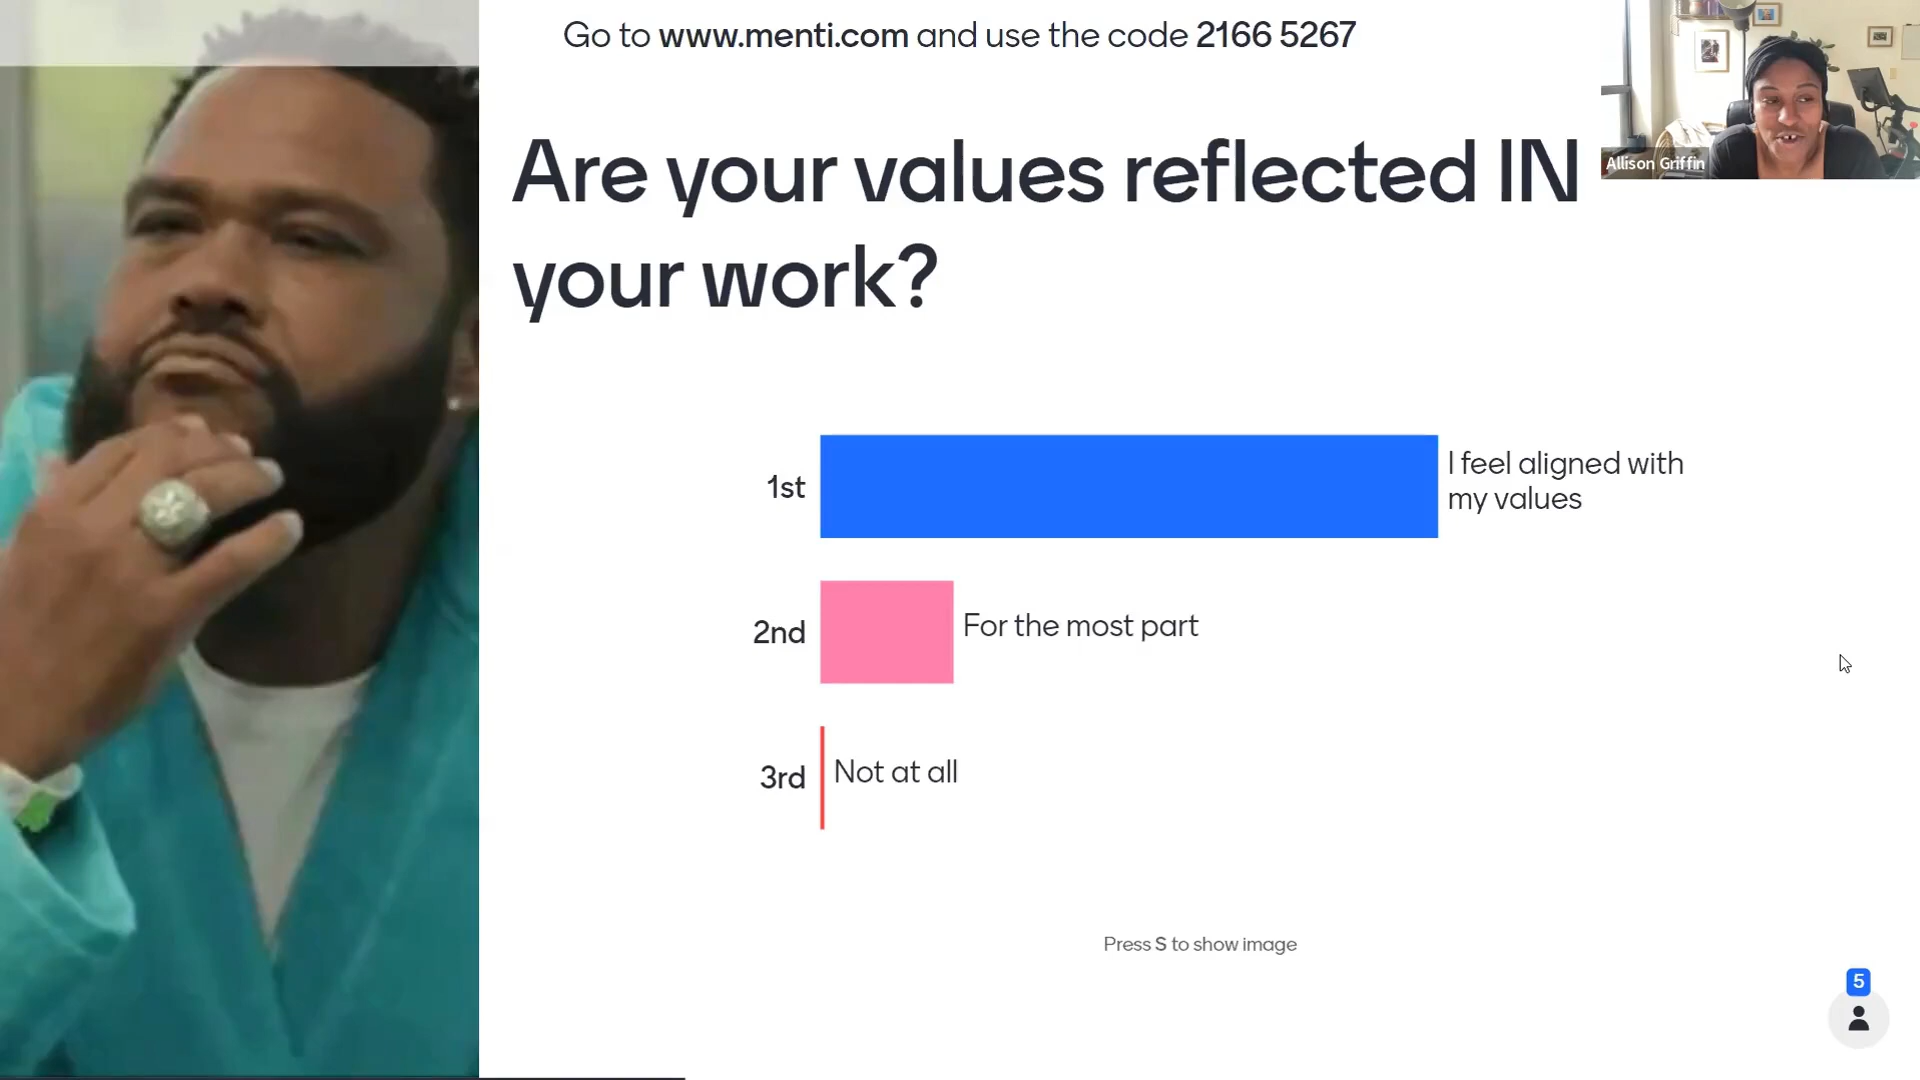 Go to www.menti.com and use the code 2166 5267
Allison Griffin
Are your values reflected IN
your work?
1st
I feel aligned with
my values
2nd
For the most part
3rd
Not at all
Press S to show image
5